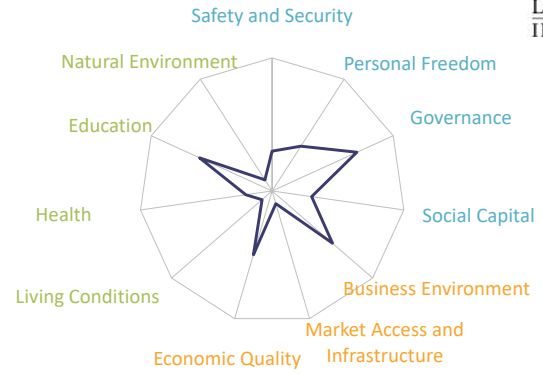 Safety and Security
Natural Environment
Personal Freedom
Education
Governance
Health
Social Capital
Living Conditions
Business Environment
Market Access and
Infrastructure
Economic Quality